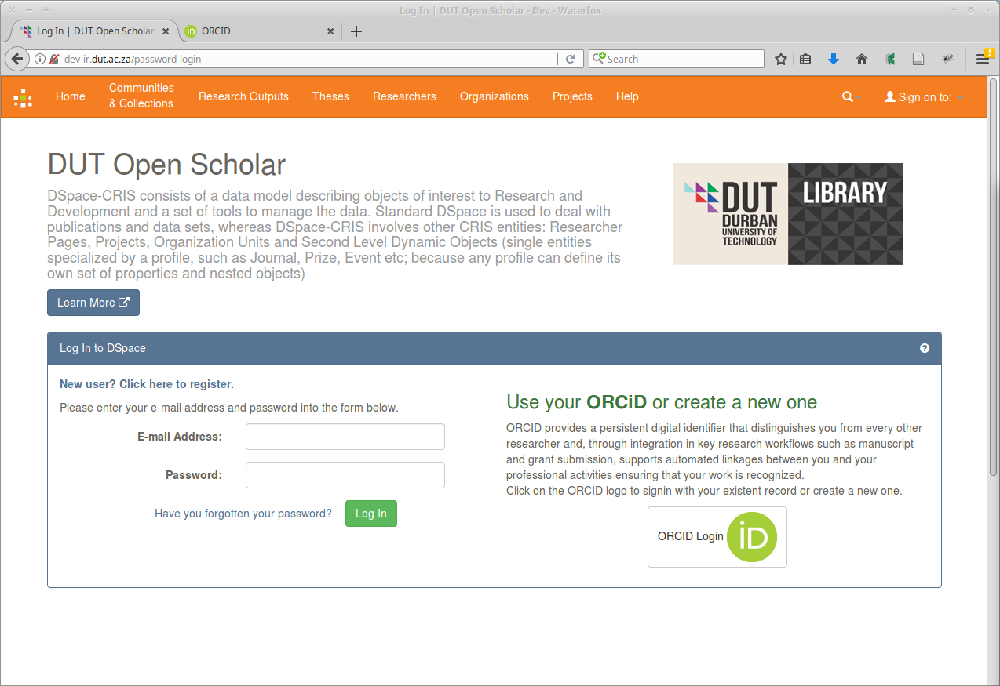 Log In | DUT Open Scholar - Dev - Waterfox
Log In | DUT Open Scholar
iD ORCID
dev-ir.dut.ac.za/password-login
Search
Home
Communities
& Collections
Research Outputs
Theses
Researchers
Organizations
Projects
Help
Sign on to:
DUT Open Scholar
DSpace-CRIS consists of a data model describing objects of interest to Research and
Development and a set of tools to manage the data. Standard DSpace is used to deal with
publications and data sets, whereas DSpace-CRIS involves other CRIS entities: Researcher
Pages, Projects, Organization Units and Second Level Dynamic Objects (single entities
specialized by a profile, such as Journal, Prize, Event etc; because any profile can define its
own set of properties and nested objects)
Learn More
DUT
DURBAN
UNIVERSITY OF
TECHNOLOGY
LIBRARY
Log In to DSpace
?
New user? Click here to register.
Please enter your e-mail address and password into the form below.
E-mail Address:
Password:
Have you forgotten your password?
Log In
Use your ORCiD or create a new one
ORCID provides a persistent digital identifier that distinguishes you from every other
researcher and, through integration in key research workflows such as manuscript
and grant submission, supports automated linkages between you and your
professional activities ensuring that your work is recognized.
Click on the ORCID logo to signin with your existent record or create a new one.
ORCID Login iD